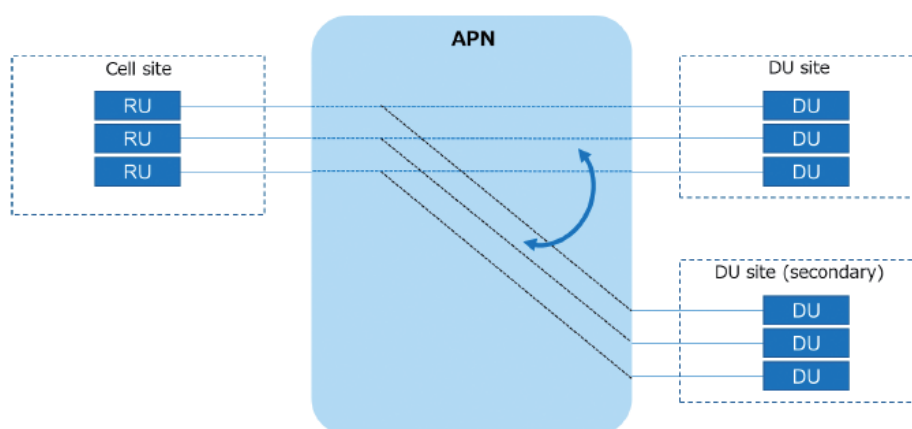 APN
Cell site
RU
RU
RU
DU site
DU
DU
DU
DU site (secondary)
DU
DU
DU